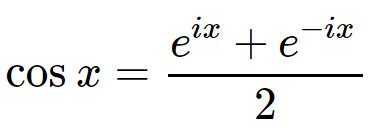 cos x = (e^{ix} + e^{-ix}) / 2